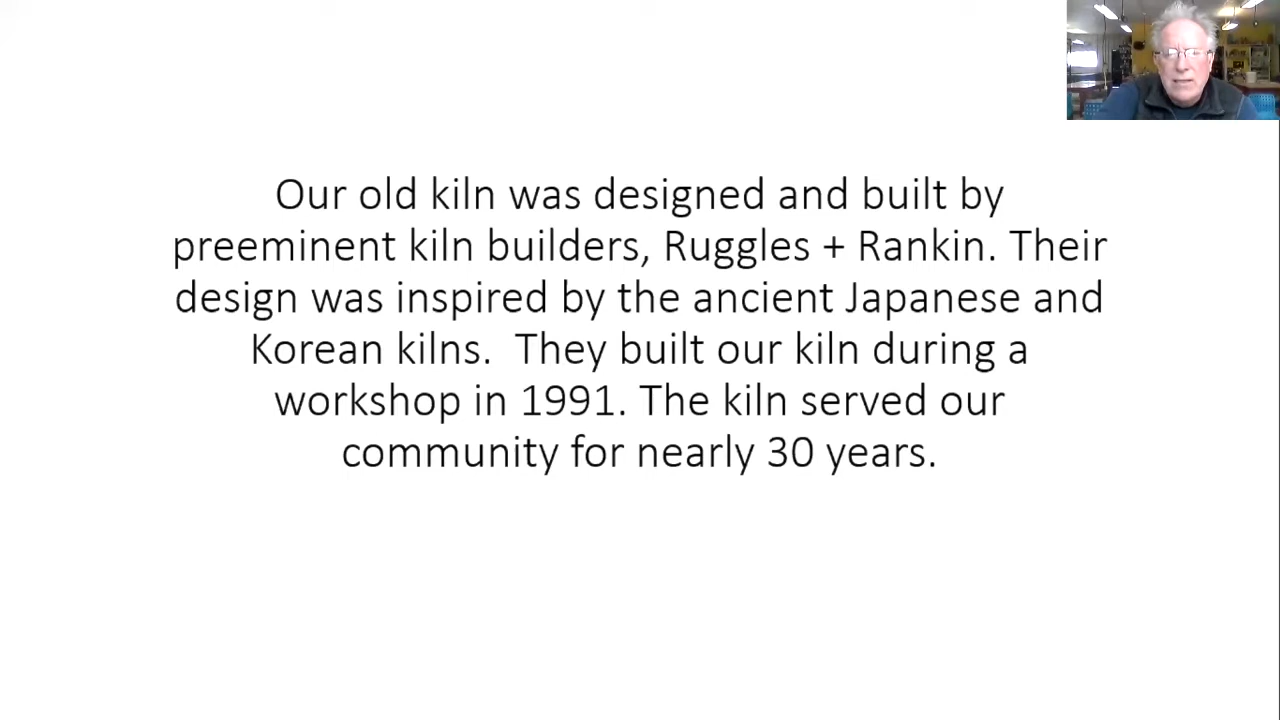 Our old kiln was designed and built by
preeminent kiln builders, Ruggles + Rankin. Their
design was inspired by the ancient Japanese and
Korean kilns.  They built our kiln during a
workshop in 1991. The kiln served our
community for nearly 30 years.